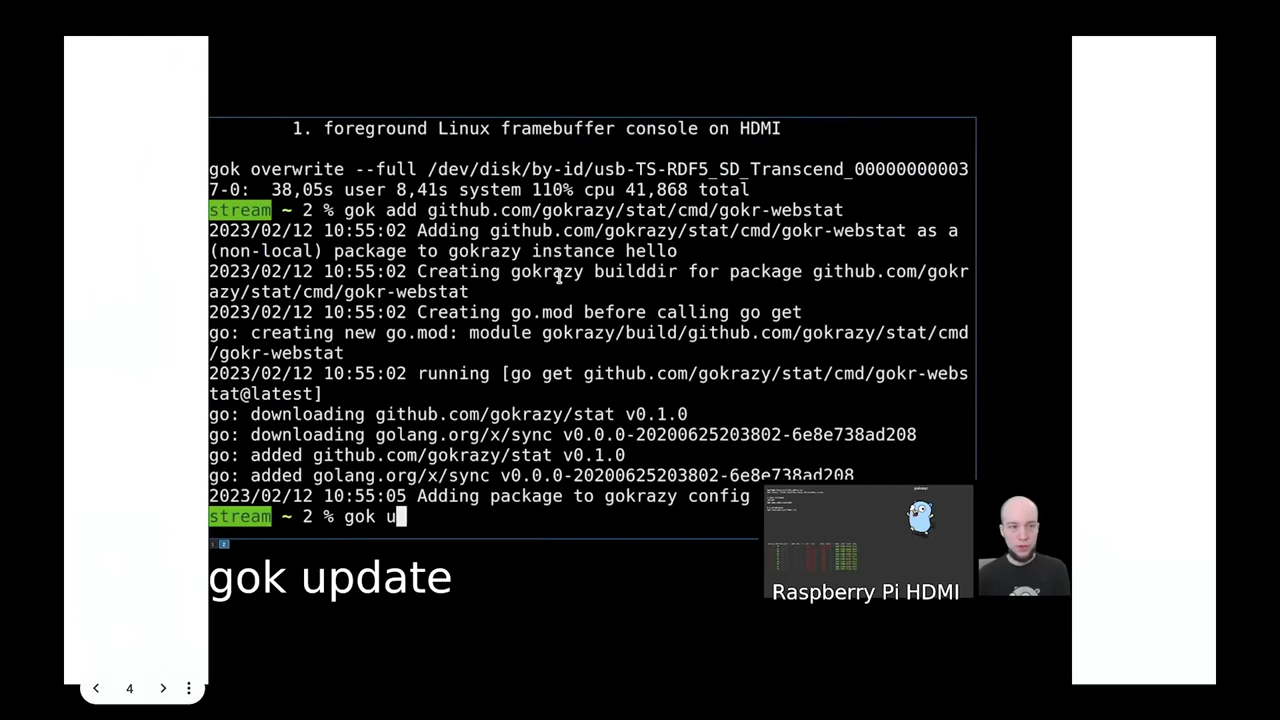 1. foreground Linux framebuffer console on HDMI
gok overwrite --full /dev/disk/by-id/usb-TS-RDF5_SD_Transcend_00000000003
7-0:  38,05s user 8,41s system 110% cpu 41,868 total
stream ~ 2 % gok add github.com/gokrazy/stat/cmd/gokr-webstat
2023/02/12 10:55:02 Adding github.com/gokrazy/stat/cmd/gokr-webstat as a
(non-local) package to gokrazy instance hello
2023/02/12 10:55:02 Creating gokrazy builddir for package github.com/gokr
azy/stat/cmd/gokr-webstat
2023/02/12 10:55:02 Creating go.mod before calling go get
go: creating new go.mod: module gokrazy/build/github.com/gokrazy/stat/cmd
/gokr-webstat
2023/02/12 10:55:02 running [go get github.com/gokrazy/stat/cmd/gokr-webs
tat@latest]
go: downloading github.com/gokrazy/stat v0.1.0
go: downloading golang.org/x/sync v0.0.0-20200625203802-6e8e738ad208
go: added github.com/gokrazy/stat v0.1.0
go: added golang.org/x/sync v0.0.0-20200625203802-6e8e738ad208
2023/02/12 10:55:05 Adding package to gokrazy config
stream ~ 2 % gok u
1 2
gok update
Raspberry Pi HDMI
4